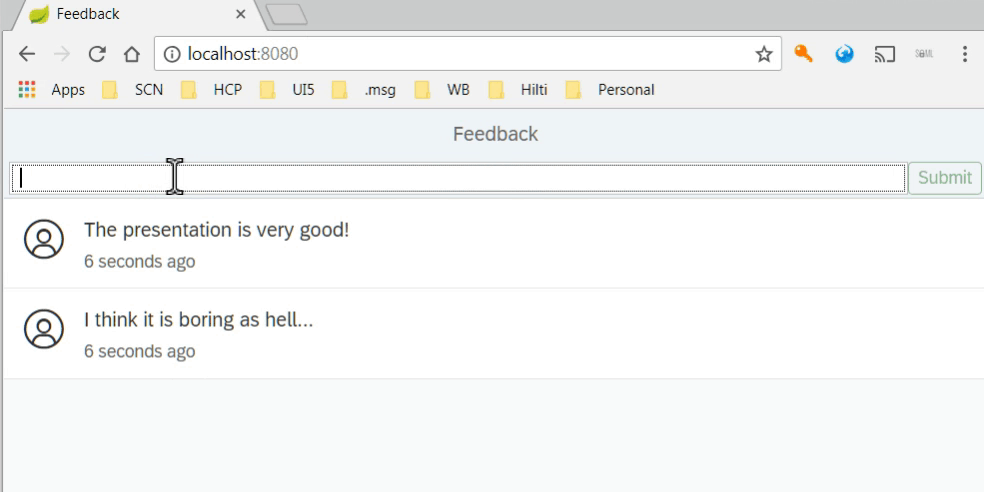 Feedback
localhost:8080
Apps SCN HCP UI5 .msg WB Hilti Personal
Feedback
Submit
The presentation is very good!
6 seconds ago
I think it is boring as hell...
6 seconds ago